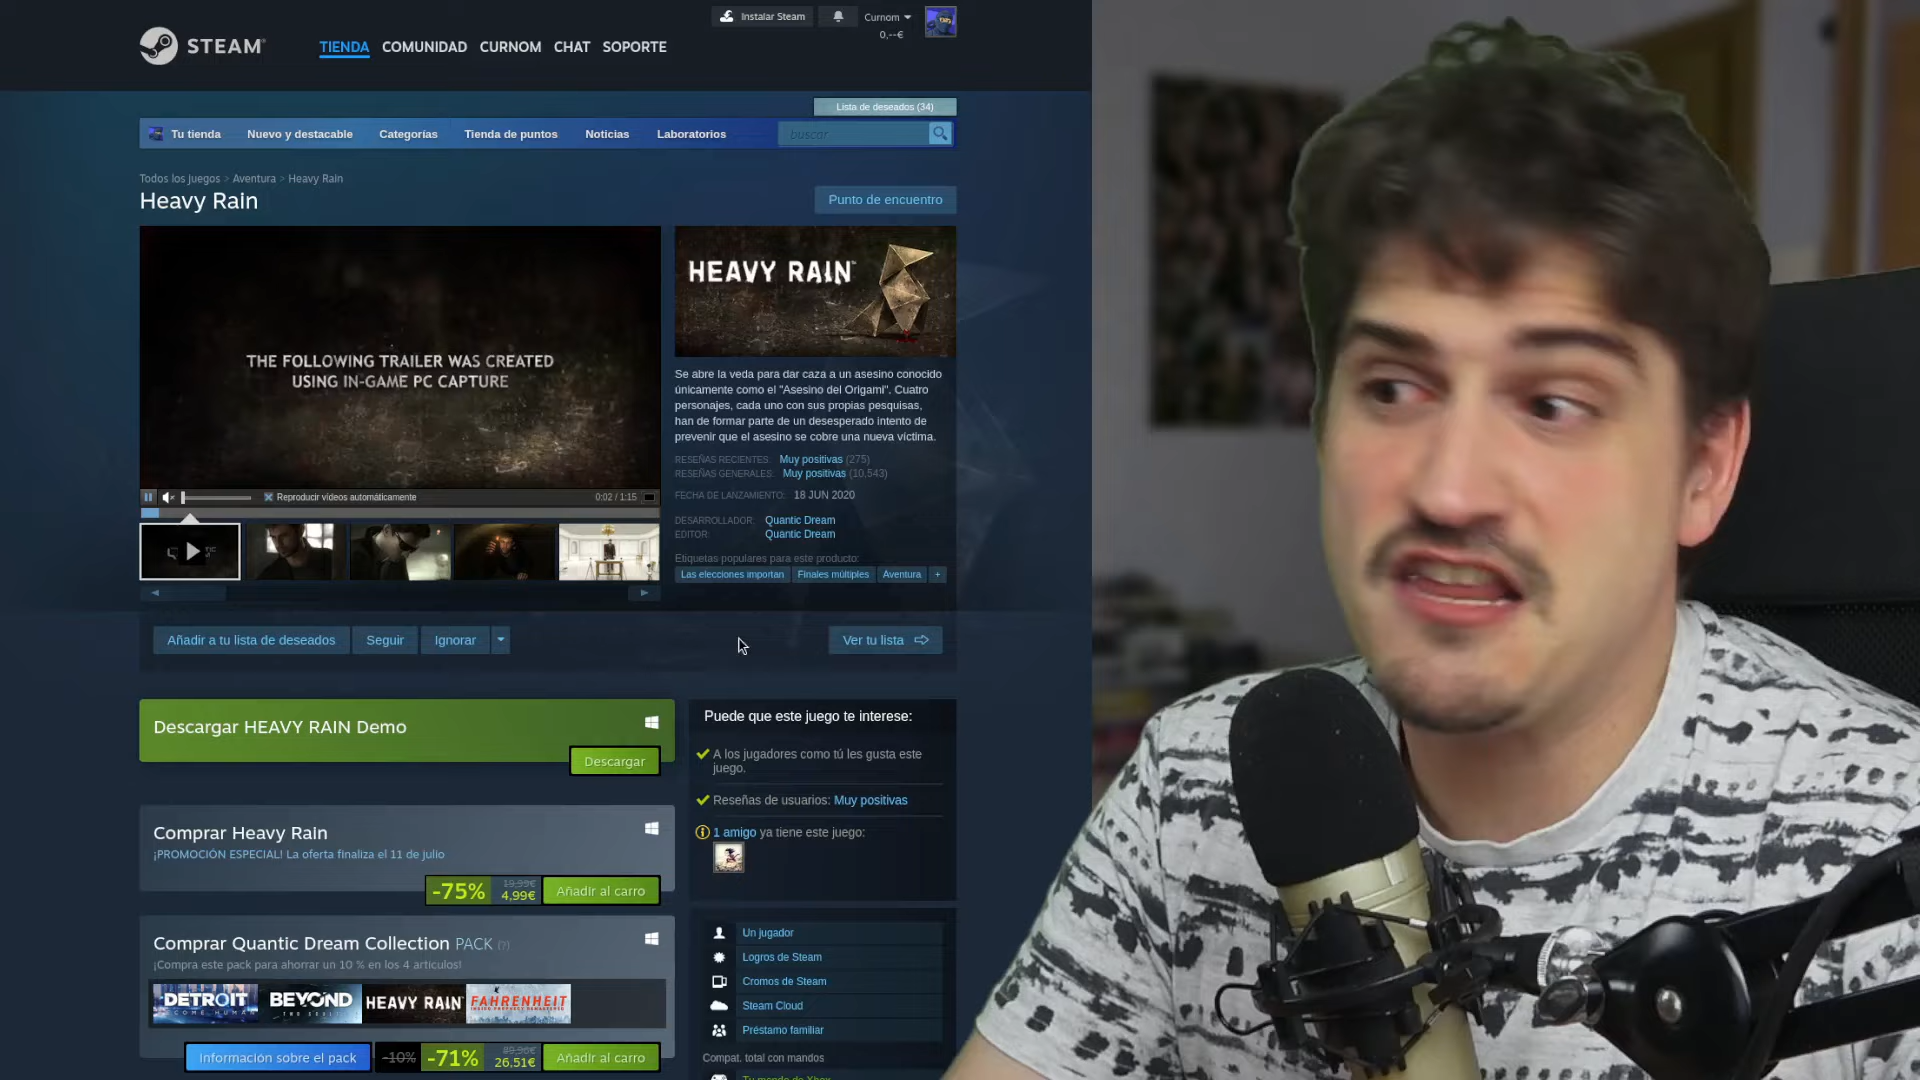 Instalar Steam
Curnom
0,--€
STEAM
TIENDA COMUNIDAD CURNOM CHAT SOPORTE
Lista de deseados (34)
Tu tienda Nuevo y destacable Categorías Tienda de puntos Noticias Laboratorios buscar
Todos los juegos > Aventura > Heavy Rain
Heavy Rain
Punto de encuentro
THE FOLLOWING TRAILER WAS CREATED
USING IN-GAME PC CAPTURE
Reproducir vídeos automáticamente
0:02 / 1:15
HEAVY RAIN
Se abre la veda para dar caza a un asesino conocido
únicamente como el "Asesino del Origami". Cuatro
personajes, cada uno con sus propias pesquisas,
han de formar parte de un desesperado intento de
prevenir que el asesino se cobre una nueva víctima.
RESEÑAS RECIENTES: Muy positivas (275)
RESEÑAS GENERALES: Muy positivas (10,543)
FECHA DE LANZAMIENTO: 18 JUN 2020
DESARROLLADOR: Quantic Dream
EDITOR: Quantic Dream
Etiquetas populares para este producto:
Las elecciones importan Finales múltiples Aventura +
Añadir a tu lista de deseados Seguir Ignorar
Ver tu lista
Descargar HEAVY RAIN Demo
Descargar
Comprar Heavy Rain
¡PROMOCIÓN ESPECIAL! La oferta finaliza el 11 de julio
-75% 19,99€ 4,99€ Añadir al carro
Comprar Quantic Dream Collection PACK (?)
¡Compra este pack para ahorrar un 10 % en los 4 artículos!
DETROIT
BECOME HUMAN
BEYOND
HEAVY RAIN
FAHRENHEIT
Información sobre el pack -10% -71% 26,51€ Añadir al carro
Puede que este juego te interese:
A los jugadores como tú les gusta este
juego.
Reseñas de usuarios: Muy positivas
1 amigo ya tiene este juego:
Un jugador
Logros de Steam
Cromos de Steam
Steam Cloud
Préstamo familiar
Compat. total con mandos